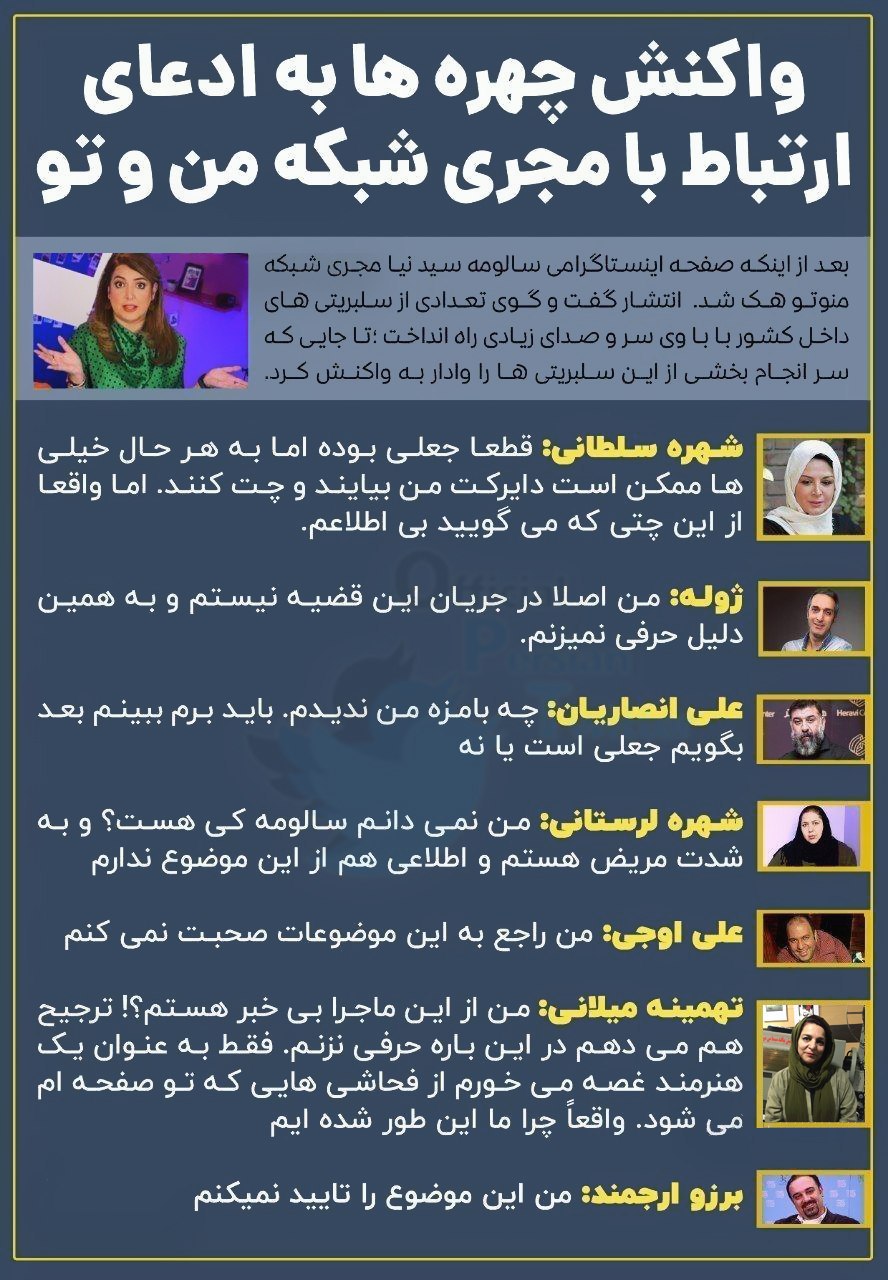 واکنش چهره ها به ادعای
ارتباط با مجری شبکه من و تو
بعد از اینکه صفحه اینستاگرامی سالومه سید نیا مجری شبکه
منوتو هک شد. انتشار گفت و گوی تعدادی از سلبریتی های
داخل کشور با با وی سر و صدای زیادی راه انداخت ؛تا جایی که
سر انجام بخشی از این سلبریتی ها را وادار به واکنش کرد.
شهره سلطانی: قطعا جعلی بوده اما به هر حال خیلی
ها ممکن است دایرکت من بیایند و چت کنند. اما واقعا
از این چتی که می گویید بی اطلاعم.
ژوله: من اصلا در جریان این قضیه نیستم و به همین
دلیل حرفی نمیزنم.
علی انصاریان: چه بامزه من ندیدم. باید برم ببینم بعد
بگویم جعلی است یا نه
شهره لرستانی: من نمی دانم سالومه کی هست؟ و به
شدت مریض هستم و اطلاعی هم از این موضوع ندارم
علی اوجی: من راجع به این موضوعات صحبت نمی کنم
تهمینه میلانی: من از این ماجرا بی خبر هستم؟! ترجیح
هم می دهم در این باره حرفی نزنم. فقط به عنوان یک
هنرمند غصه می خورم از فحاشی هایی که تو صفحه ام
می شود. واقعاً چرا ما این طور شده ایم
برزو ارجمند: من این موضوع را تایید نمیکنم